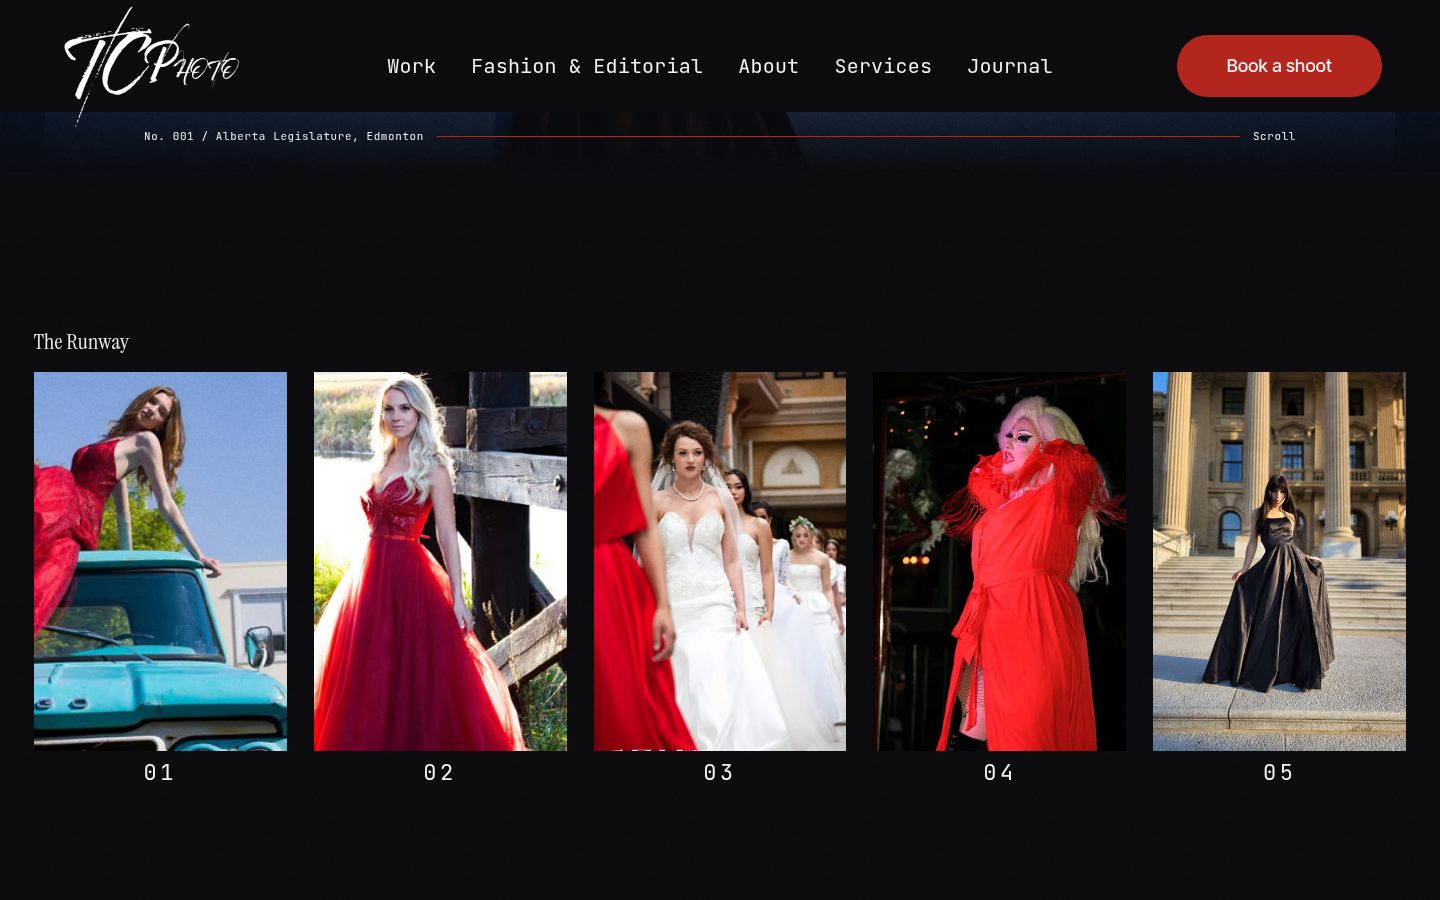 TCPHOTO
Work
Fashion & Editorial
About
Services
Journal
Book a shoot
No. 001 / Alberta Legislature, Edmonton
Scroll
The Runway
01
02
03
04
05